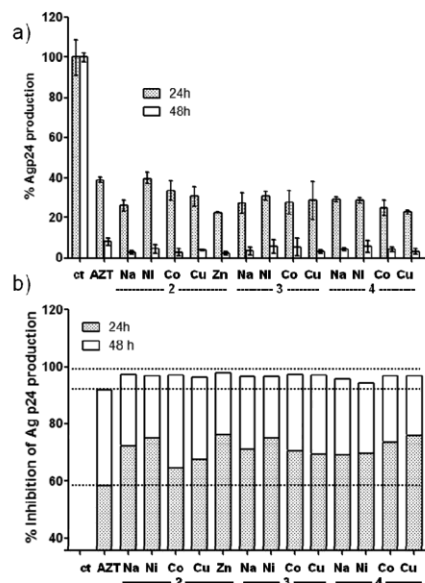 a)
% Agp24 production
120
100
80
60
40
20
0
24h
48h
ct AZT Na Ni Co Cu Zn Na Ni Co Cu Na Ni Co Cu
2 3 4
b)
% Inhibition of Ag p24 production
120
100
80
60
40
24h
48 h
ct AZT Na Ni Co Cu Zn Na Ni Co Cu Na Ni Co Cu
2 3 4